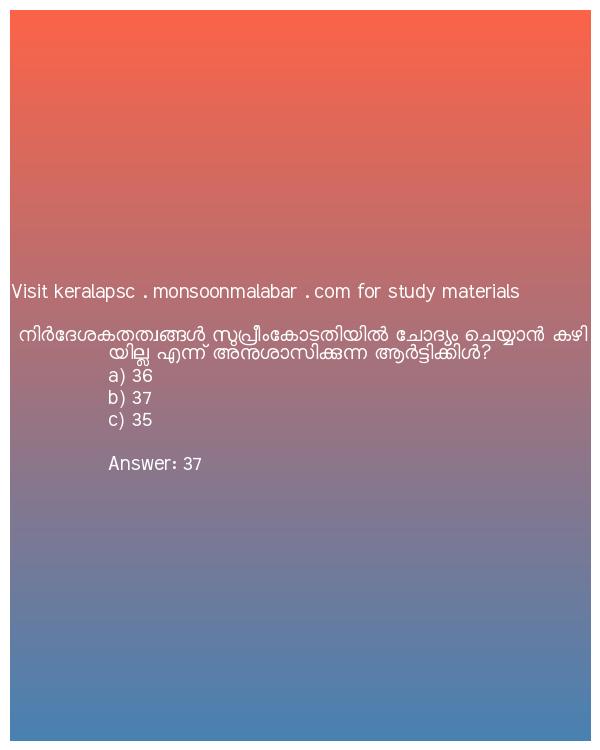 Visit keralapsc . monsoonmalabar . com for study materials
നിർദേശകതത്വങ്ങൾ സുപ്രീംകോടതിയിൽ ചോദ്യം ചെയ്യാൻ കഴി
യില്ല എന്ന് അനുശാസിക്കുന്ന ആർട്ടിക്കിൾ?
a) 36
b) 37
c) 35
Answer: 37